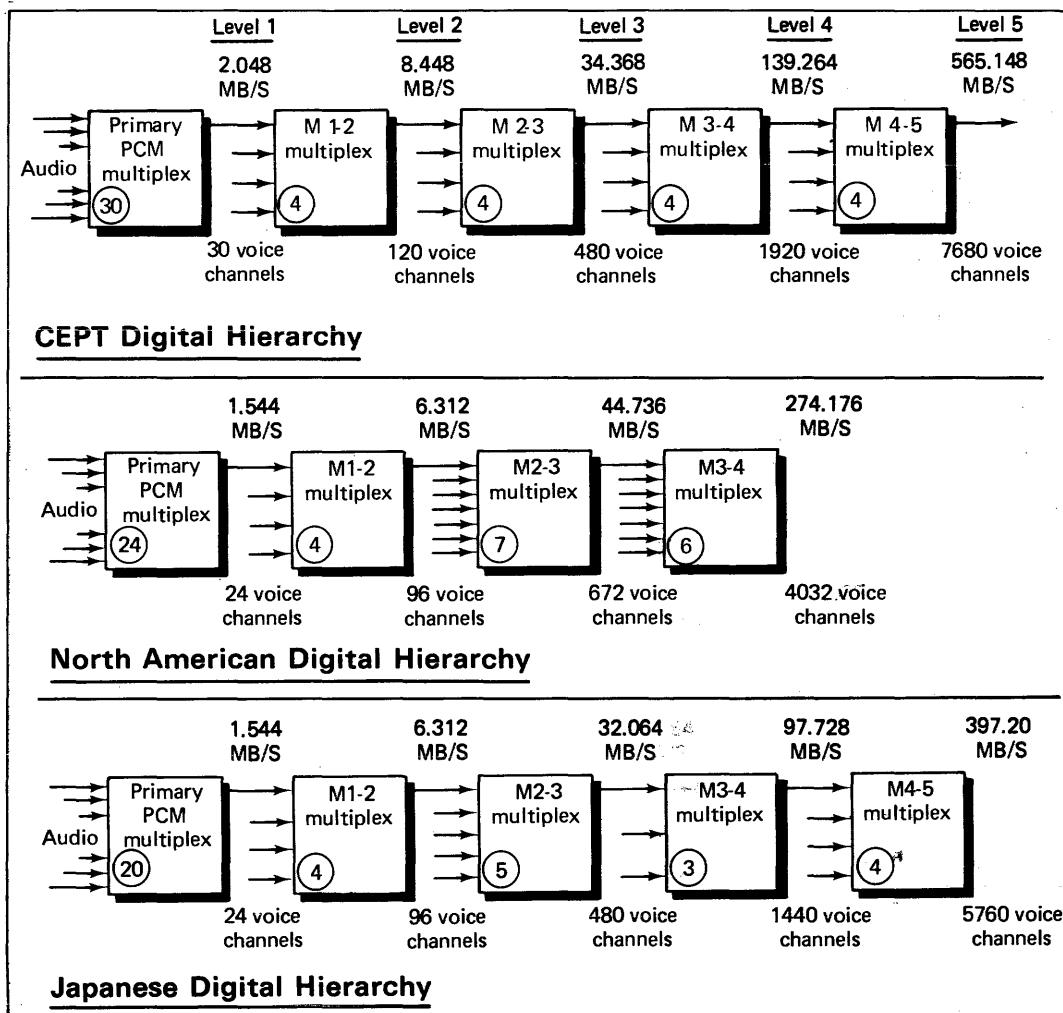 Level 1 Level 2 Level 3 Level 4 Level 5
2.048 8.448 34.368 139.264 565.148
MB/S MB/S MB/S MB/S MB/S
Primary M 1-2 M 2-3 M 3-4 M 4-5
PCM multiplex multiplex multiplex multiplex
multiplex
Audio
30 4 4 4 4
30 voice 120 voice 480 voice 1920 voice 7680 voice
channels channels channels channels channels
CEPT Digital Hierarchy
1.544 6.312 44.736 274.176
MB/S MB/S MB/S MB/S
Primary M1-2 M2-3 M3-4
PCM multiplex multiplex multiplex
Audio multiplex
24 4 7 6
24 voice 96 voice 672 voice 4032 voice
channels channels channels channels
North American Digital Hierarchy
1.544 6.312 32.064 97.728 397.20
MB/S MB/S MB/S MB/S MB/S
Primary M1-2 M2-3 M3-4 M4-5
PCM multiplex multiplex multiplex multiplex
Audio multiplex
20 4 5 3 4
24 voice 96 voice 480 voice 1440 voice 5760 voice
channels channels channels channels channels
Japanese Digital Hierarchy